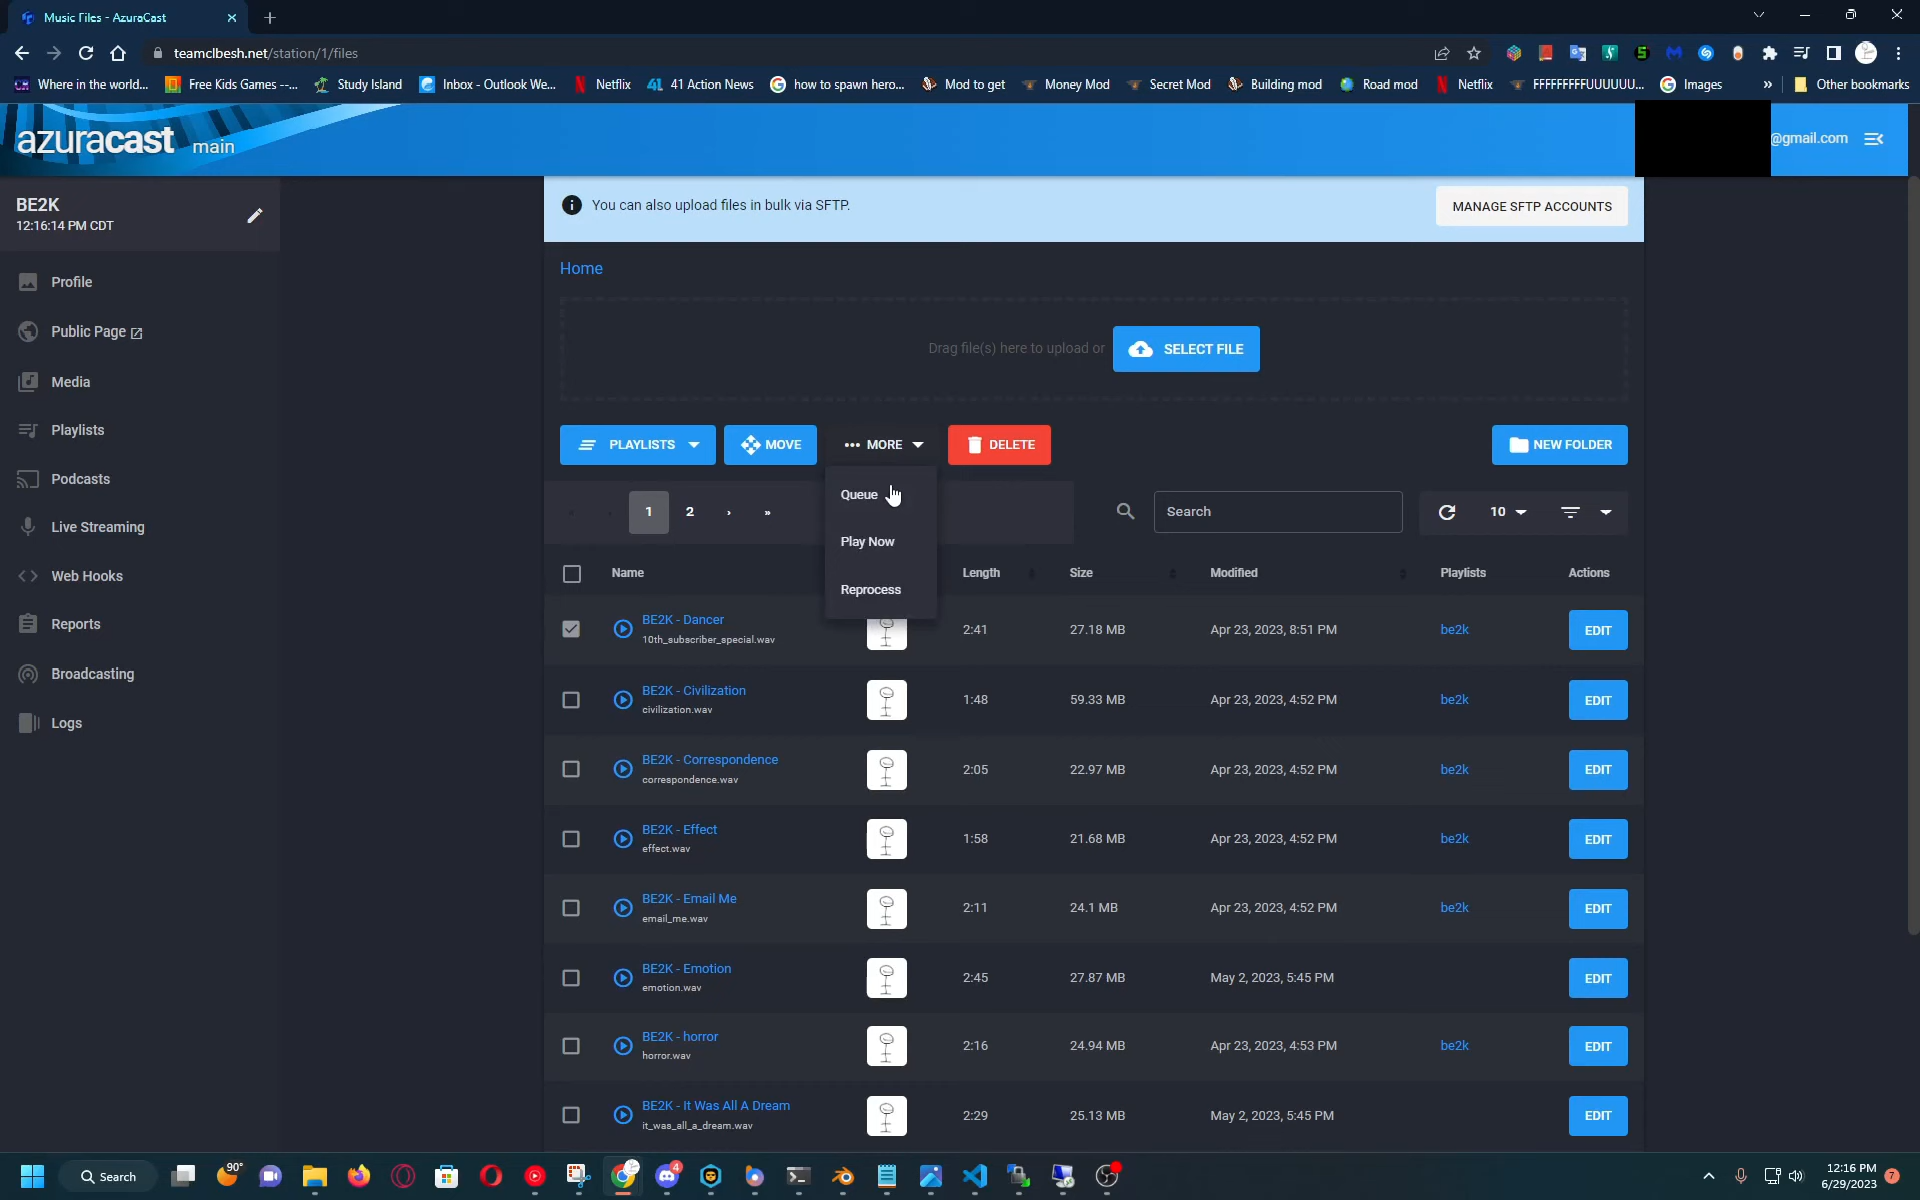 Music Files - AzuraCast
teamclbesh.net/station/1/files
Where in the world...
Free Kids Games --...
Study Island
Inbox - Outlook We...
Netflix
41 Action News
how to spawn hero...
Mod to get
Money Mod
Secret Mod
Building mod
Road mod
Netflix
FFFFFFFFFUUUUUU...
Images
»
Other bookmarks
azuracast main
@gmail.com
BE2K
12:16:14 PM CDT
You can also upload files in bulk via SFTP.
MANAGE SFTP ACCOUNTS
Home
Profile
Public Page
Media
Playlists
Podcasts
Live Streaming
Web Hooks
Reports
Broadcasting
Logs
Drag file(s) here to upload or
SELECT FILE
PLAYLISTS
MOVE
MORE
DELETE
NEW FOLDER
Queue
Play Now
Reprocess
1 2 › »
Search
10
Name Length Size Modified Playlists Actions
BE2K - Dancer
10th_subscriber_special.wav
2:41 27.18 MB Apr 23, 2023, 8:51 PM be2k EDIT
BE2K - Civilization
civilization.wav
1:48 59.33 MB Apr 23, 2023, 4:52 PM be2k EDIT
BE2K - Correspondence
correspondence.wav
2:05 22.97 MB Apr 23, 2023, 4:52 PM be2k EDIT
BE2K - Effect
effect.wav
1:58 21.68 MB Apr 23, 2023, 4:52 PM be2k EDIT
BE2K - Email Me
email_me.wav
2:11 24.1 MB Apr 23, 2023, 4:52 PM be2k EDIT
BE2K - Emotion
emotion.wav
2:45 27.87 MB May 2, 2023, 5:45 PM EDIT
BE2K - horror
horror.wav
2:16 24.94 MB Apr 23, 2023, 4:53 PM be2k EDIT
BE2K - It Was All A Dream
it_was_all_a_dream.wav
2:29 25.13 MB May 2, 2023, 5:45 PM EDIT
Search
90°
4
12:16 PM
6/29/2023
7